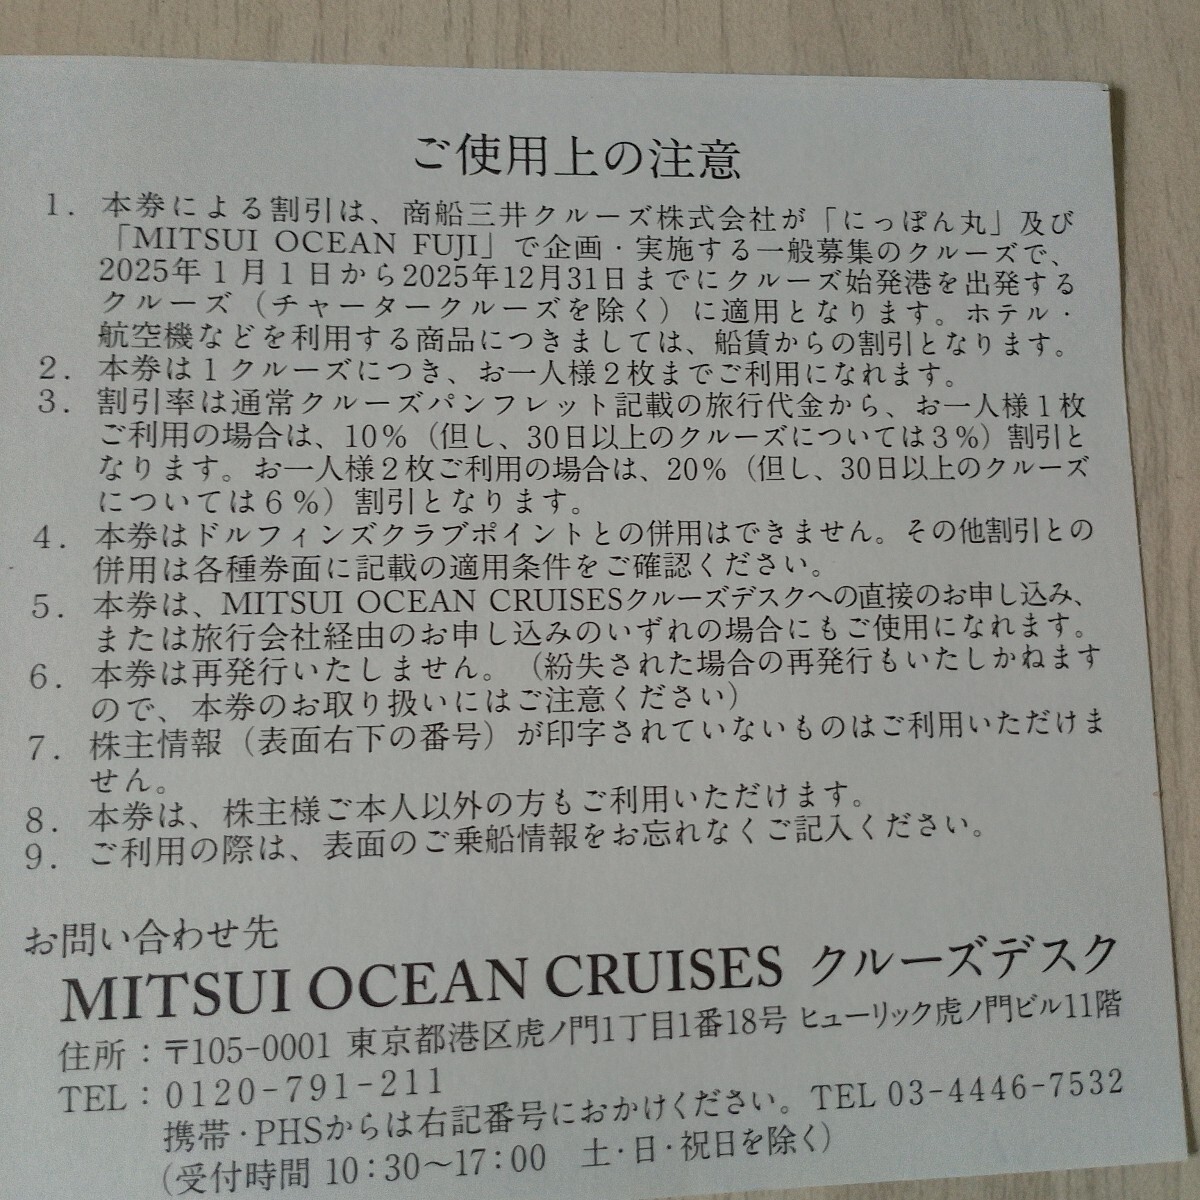 ご使用上の注意
1. 本券による割引は、商船三井クルーズ株式会社が「にっぽん丸」及び
「MITSUI OCEAN FUJI」で企画・実施する一般募集のクルーズで、
2025年1月1日から2025年12月31日までにクルーズ始発港を出発する
クルーズ（チャータークルーズを除く）に適用となります。ホテル・
航空機などを利用する商品につきましては、船賃からの割引となります。
2. 本券は1クルーズにつき、お一人様2枚までご利用になれます。
3. 割引率は通常クルーズパンフレット記載の旅行代金から、お一人様1枚
ご利用の場合は、10%（但し、30日以上のクルーズについては3%）割引と
なります。お一人様2枚ご利用の場合は、20%（但し、30日以上のクルーズ
については6%）割引となります。
4. 本券はドルフィンズクラブポイントとの併用はできません。その他割引との
併用は各種券面に記載の適用条件をご確認ください。
5. 本券は、MITSUI OCEAN CRUISESクルーズデスクへの直接のお申し込み、
または旅行会社経由のお申し込みのいずれの場合にもご使用になれます。
6. 本券は再発行いたしません。（紛失された場合の再発行もいたしかねます
ので、本券のお取り扱いにはご注意ください）
7. 株主情報（表面右下の番号）が印字されていないものはご利用いただけま
せん。
8. 本券は、株主様ご本人以外の方もご利用いただけます。
9. ご利用の際は、表面のご乗船情報をお忘れなくご記入ください。
お問い合わせ先
MITSUI OCEAN CRUISES クルーズデスク
住所：〒105-0001 東京都港区虎ノ門1丁目1番18号 ヒューリック虎ノ門ビル11階
TEL：0120-791-211
携帯・PHSからは右記番号におかけください。TEL 03-4446-7532
（受付時間 10：30～17：00 土・日・祝日を除く）